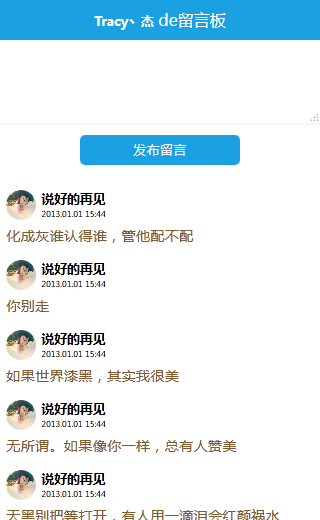 Tracy丶杰 de留言板
发布留言
说好的再见
2013.01.01 15:44
化成灰谁认得谁，管他配不配
说好的再见
2013.01.01 15:44
你别走
说好的再见
2013.01.01 15:44
如果世界漆黑，其实我很美
说好的再见
2013.01.01 15:44
无所谓。如果像你一样，总有人赞美
说好的再见
2013.01.01 15:44
天黑别把等打开，有人用一滴泪会红颜祸水